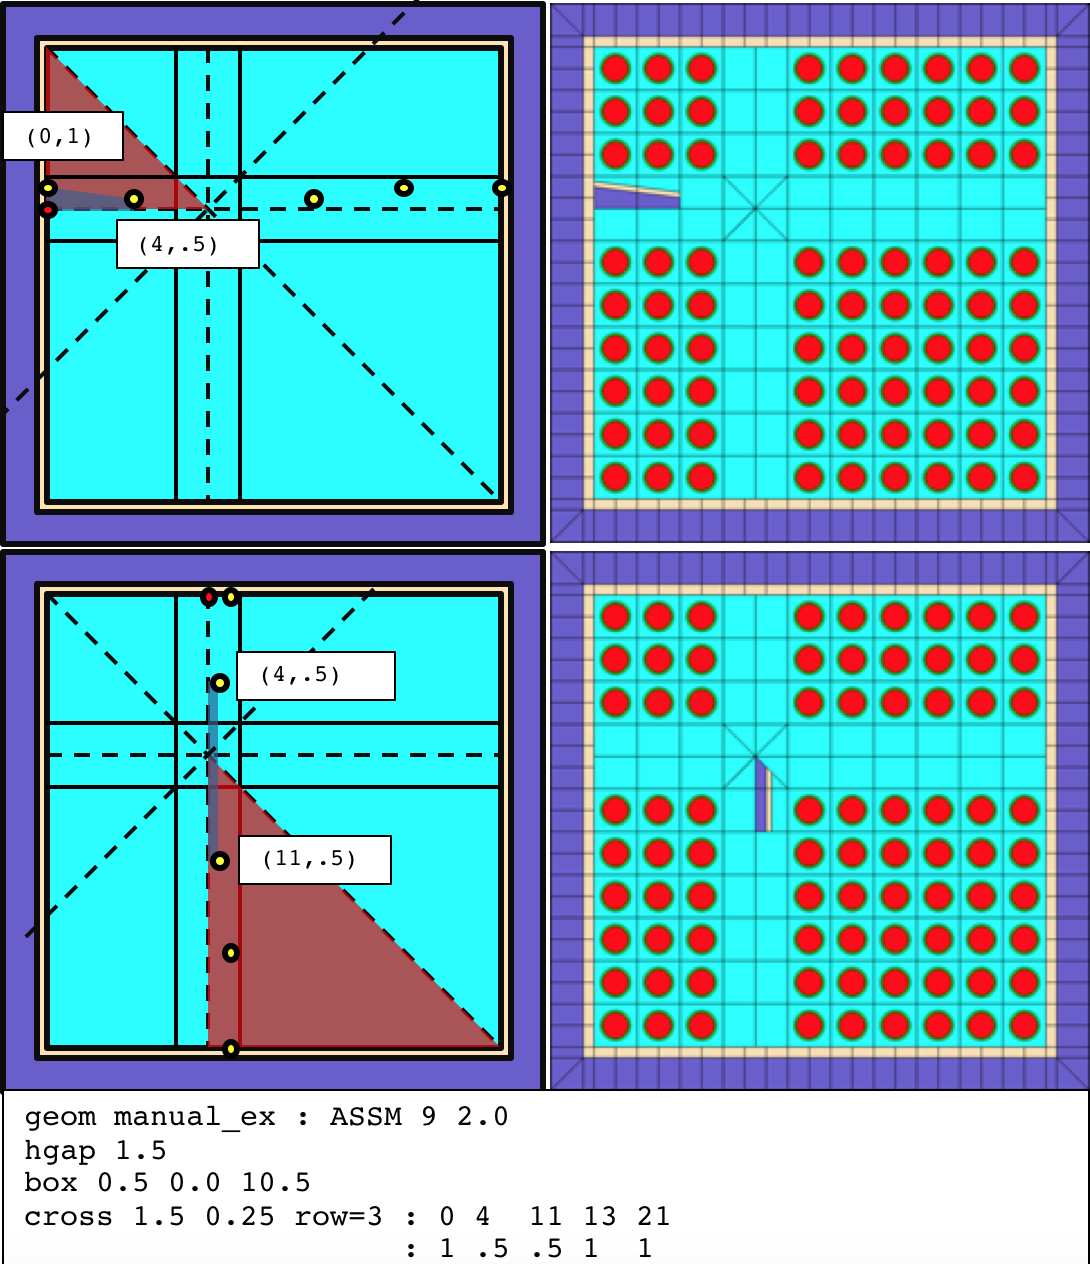 (0,1)
(4,.5)
(4,.5)
(11,.5)
geom manual_ex : ASSM 9 2.0
hgap 1.5
box 0.5 0.0 10.5
cross 1.5 0.25 row=3 : 0 4 11 13 21
: 1 .5 .5 1 1